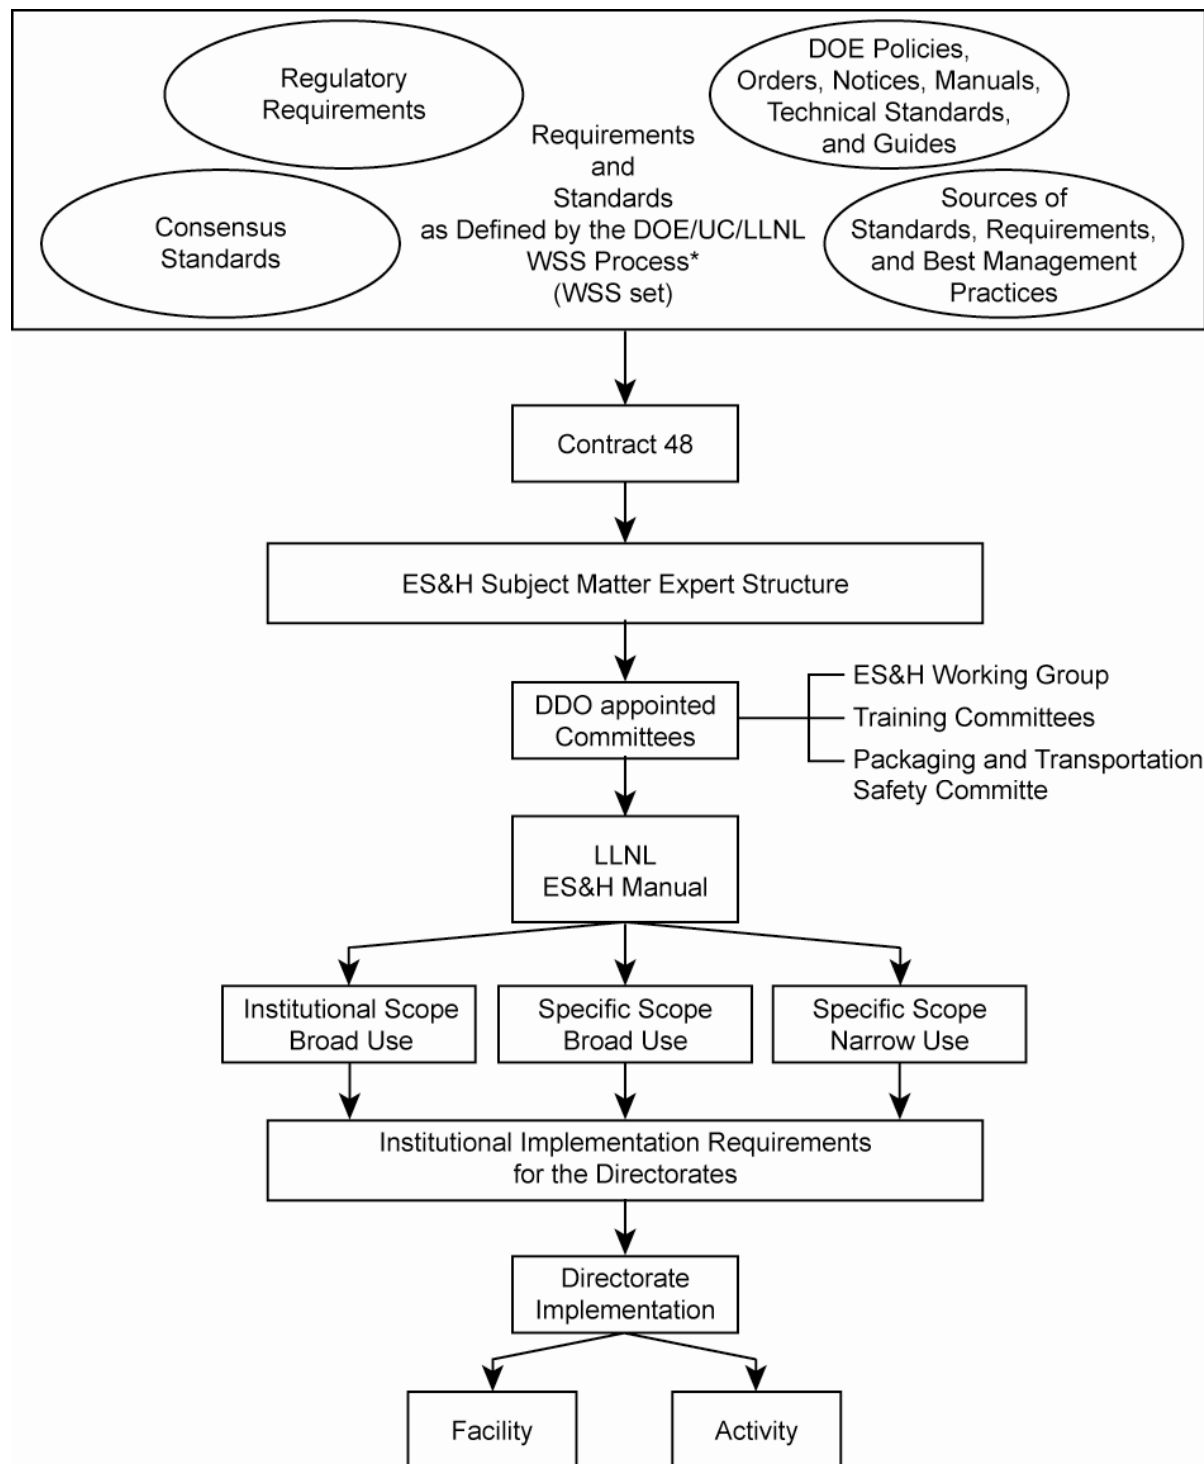 Regulatory
Requirements
DOE Policies,
Orders, Notices, Manuals,
Technical Standards,
and Guides
Consensus
Standards
Requirements
and
Standards
as Defined by the DOE/UC/LLNL
WSS Process*
(WSS set)
Sources of
Standards, Requirements,
and Best Management
Practices
Contract 48
ES&H Subject Matter Expert Structure
DDO appointed
Committees
ES&H Working Group
Training Committees
Packaging and Transportation
Safety Committe
LLNL
ES&H Manual
Institutional Scope
Broad Use
Specific Scope
Broad Use
Specific Scope
Narrow Use
Institutional Implementation Requirements
for the Directorates
Directorate
Implementation
Facility
Activity